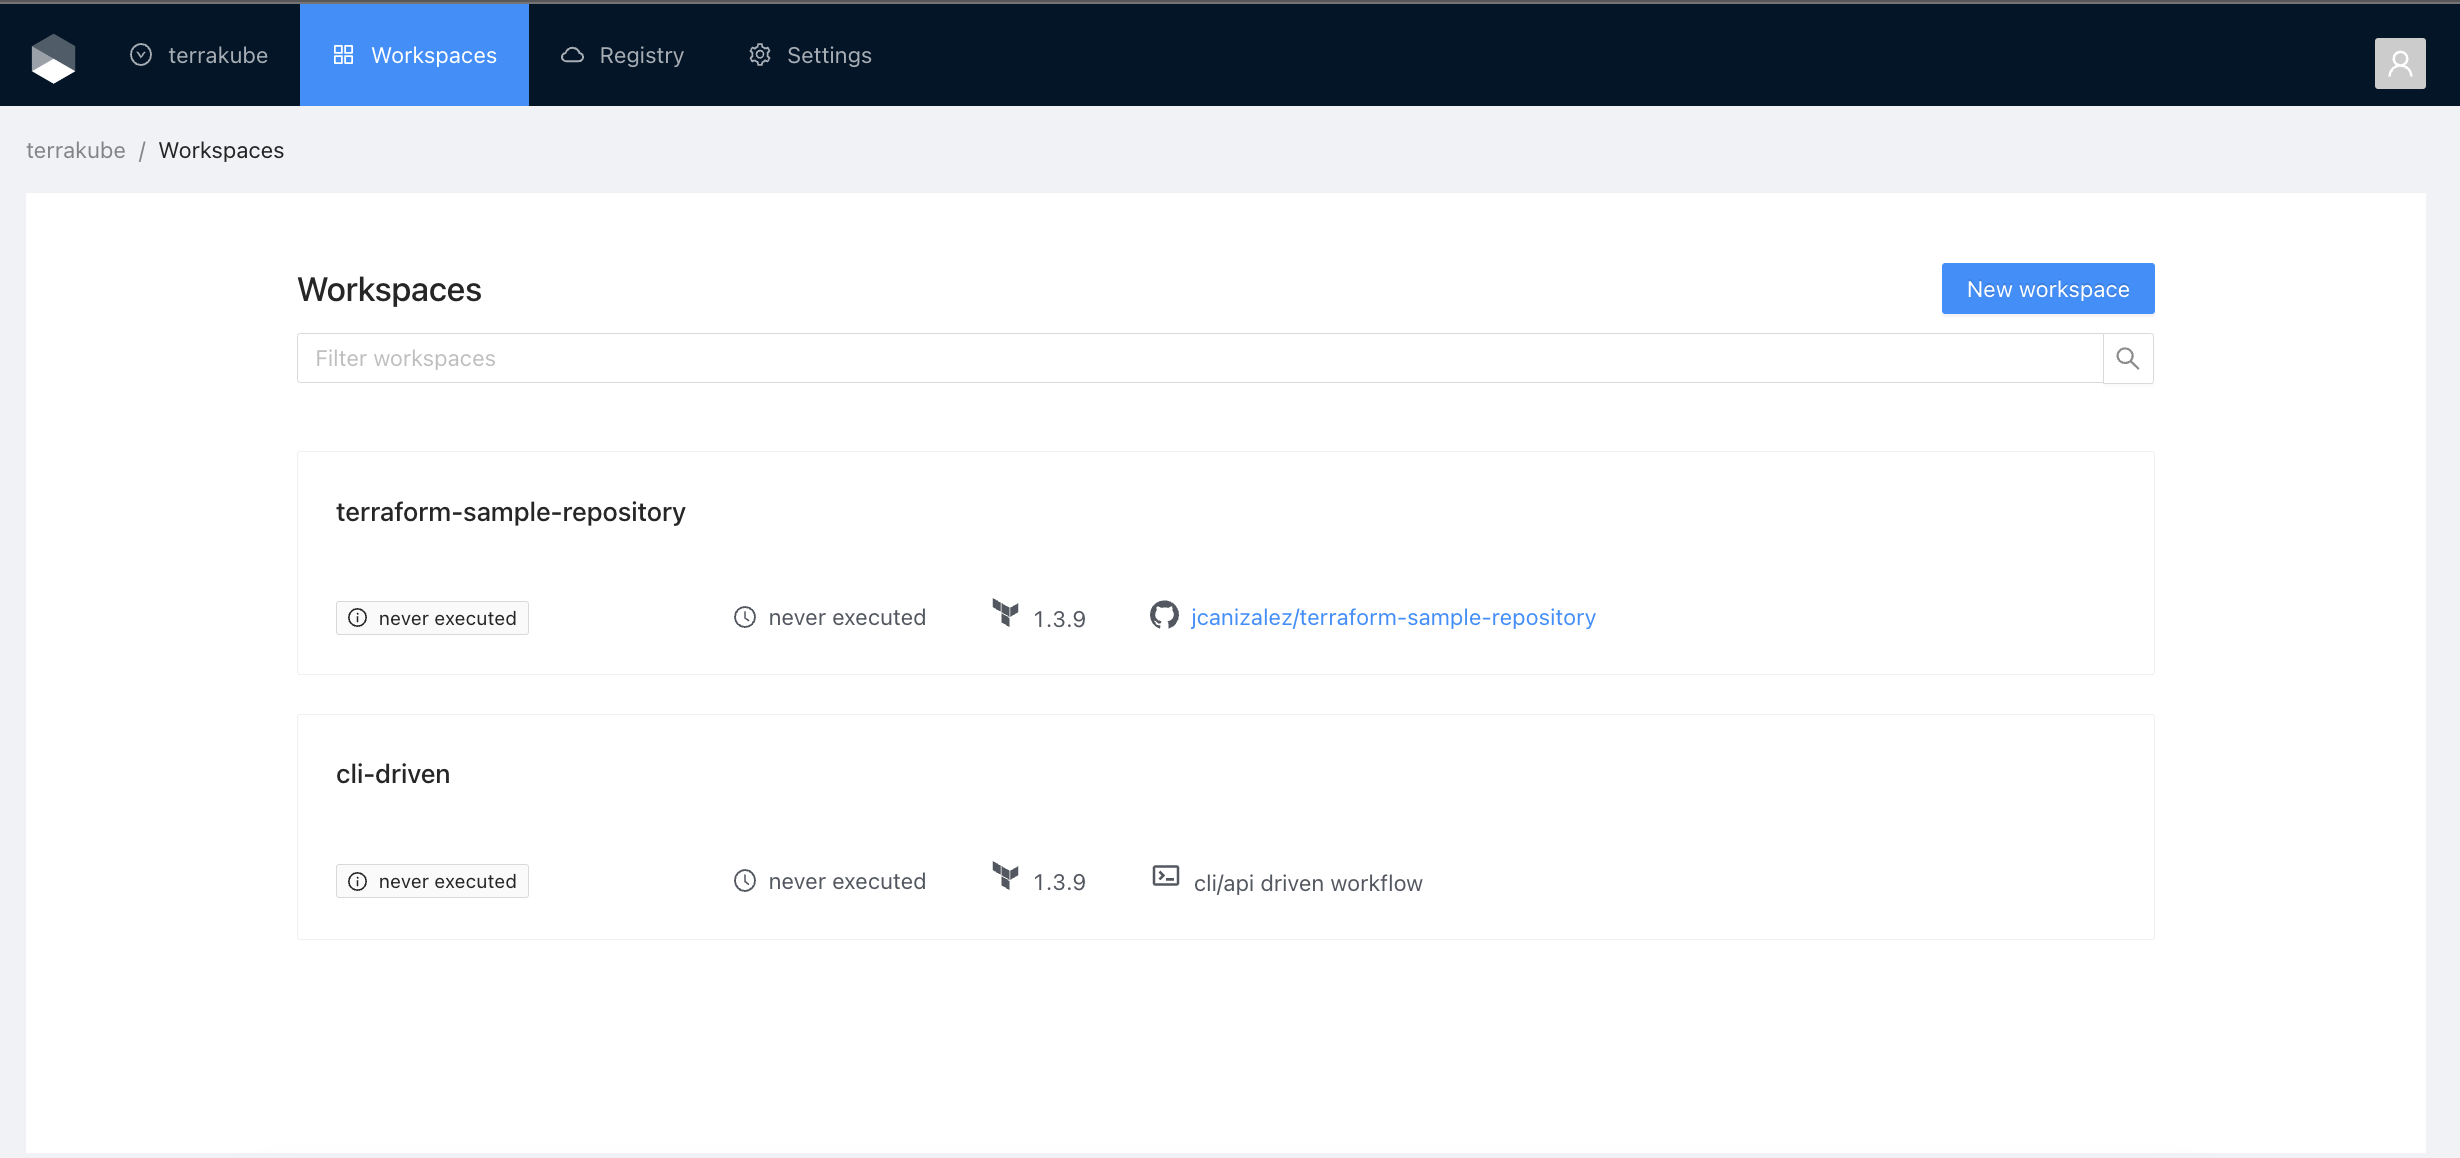 terrakube Workspaces Registry Settings
terrakube / Workspaces
Workspaces New workspace
Filter workspaces
terraform-sample-repository
never executed never executed 1.3.9 jcanizalez/terraform-sample-repository
cli-driven
never executed never executed 1.3.9 cli/api driven workflow